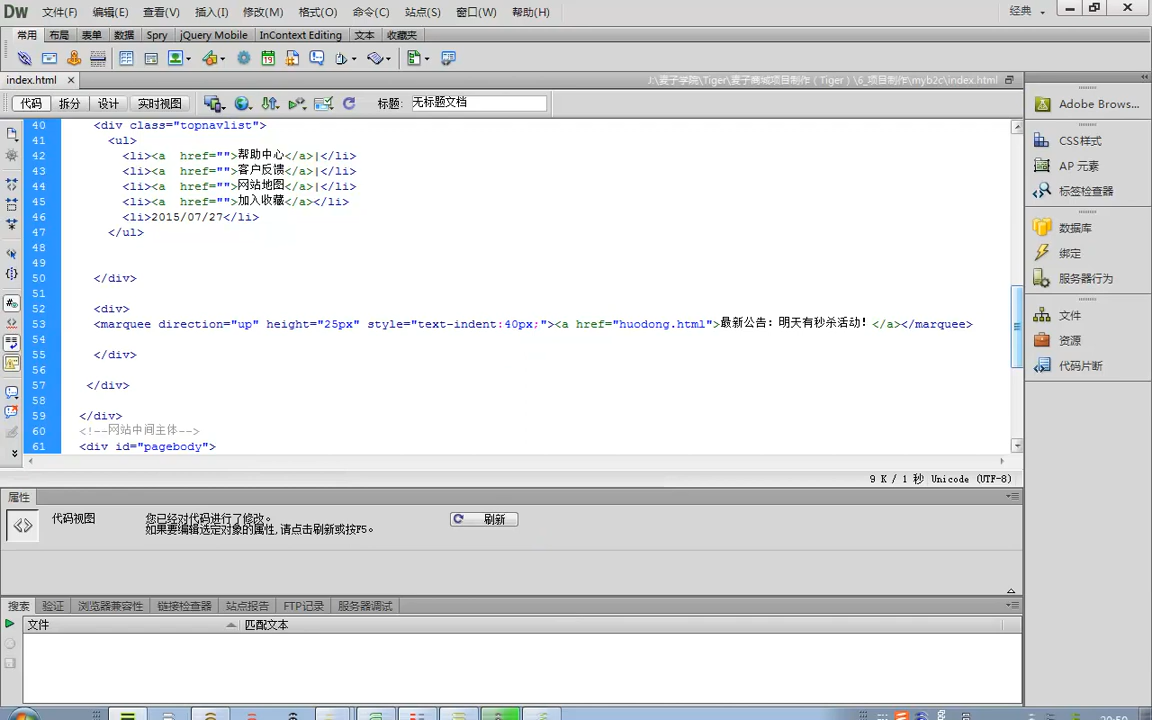 Dw 文件(F) 编辑(E) 查看(V) 插入(I) 修改(M) 格式(O) 命令(C) 站点(S) 窗口(W) 帮助(H) 经典
常用 布局 表单 数据 Spry jQuery Mobile InContext Editing 文本 收藏夹
index.html J:\麦子学院\Tiger\麦子商城项目制作（Tiger）\6_项目制作\myb2c\index.html
代码 拆分 设计 实时视图 标题: 无标题文档
40 <div class="topnavlist">
41 <ul>
42 <li><a  href="">帮助中心</a>|</li>
43 <li><a  href="">客户反馈</a>|</li>
44 <li><a  href="">网站地图</a>|</li>
45 <li><a  href="">加入收藏</a></li>
46 <li>2015/07/27</li>
47 </ul>
48
49
50 </div>
51
52 <div>
53 <marquee direction="up" height="25px" style="text-indent:40px;"><a href="huodong.html">最新公告: 明天有秒杀活动! </a></marquee>
54
55 </div>
56
57 </div>
58
59 </div>
60 <!--网站中间主体-->
61 <div id="pagebody">
9 K / 1 秒 Unicode (UTF-8)
Adobe Brows...
CSS样式
AP 元素
标签检查器
数据库
绑定
服务器行为
文件
资源
代码片断
属性
代码视图 您已经对代码进行了修改。
如果要编辑选定对象的属性,请点击刷新或按F5。
刷新
搜索 验证 浏览器兼容性 链接检查器 站点报告 FTP记录 服务器调试
文件 匹配文本
20:50